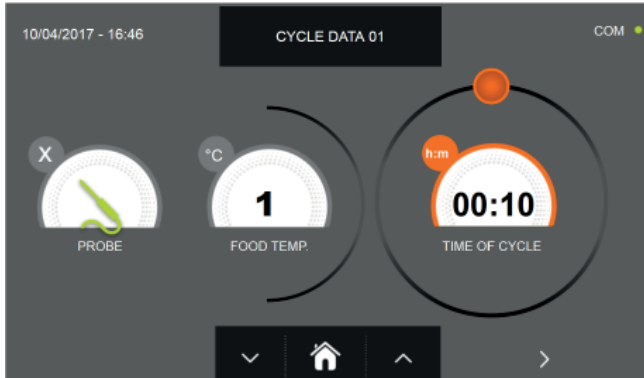 10/04/2017 - 16:46
CYCLE DATA 01
COM
X
°C
h:m
1
00:10
PROBE
FOOD TEMP.
TIME OF CYCLE